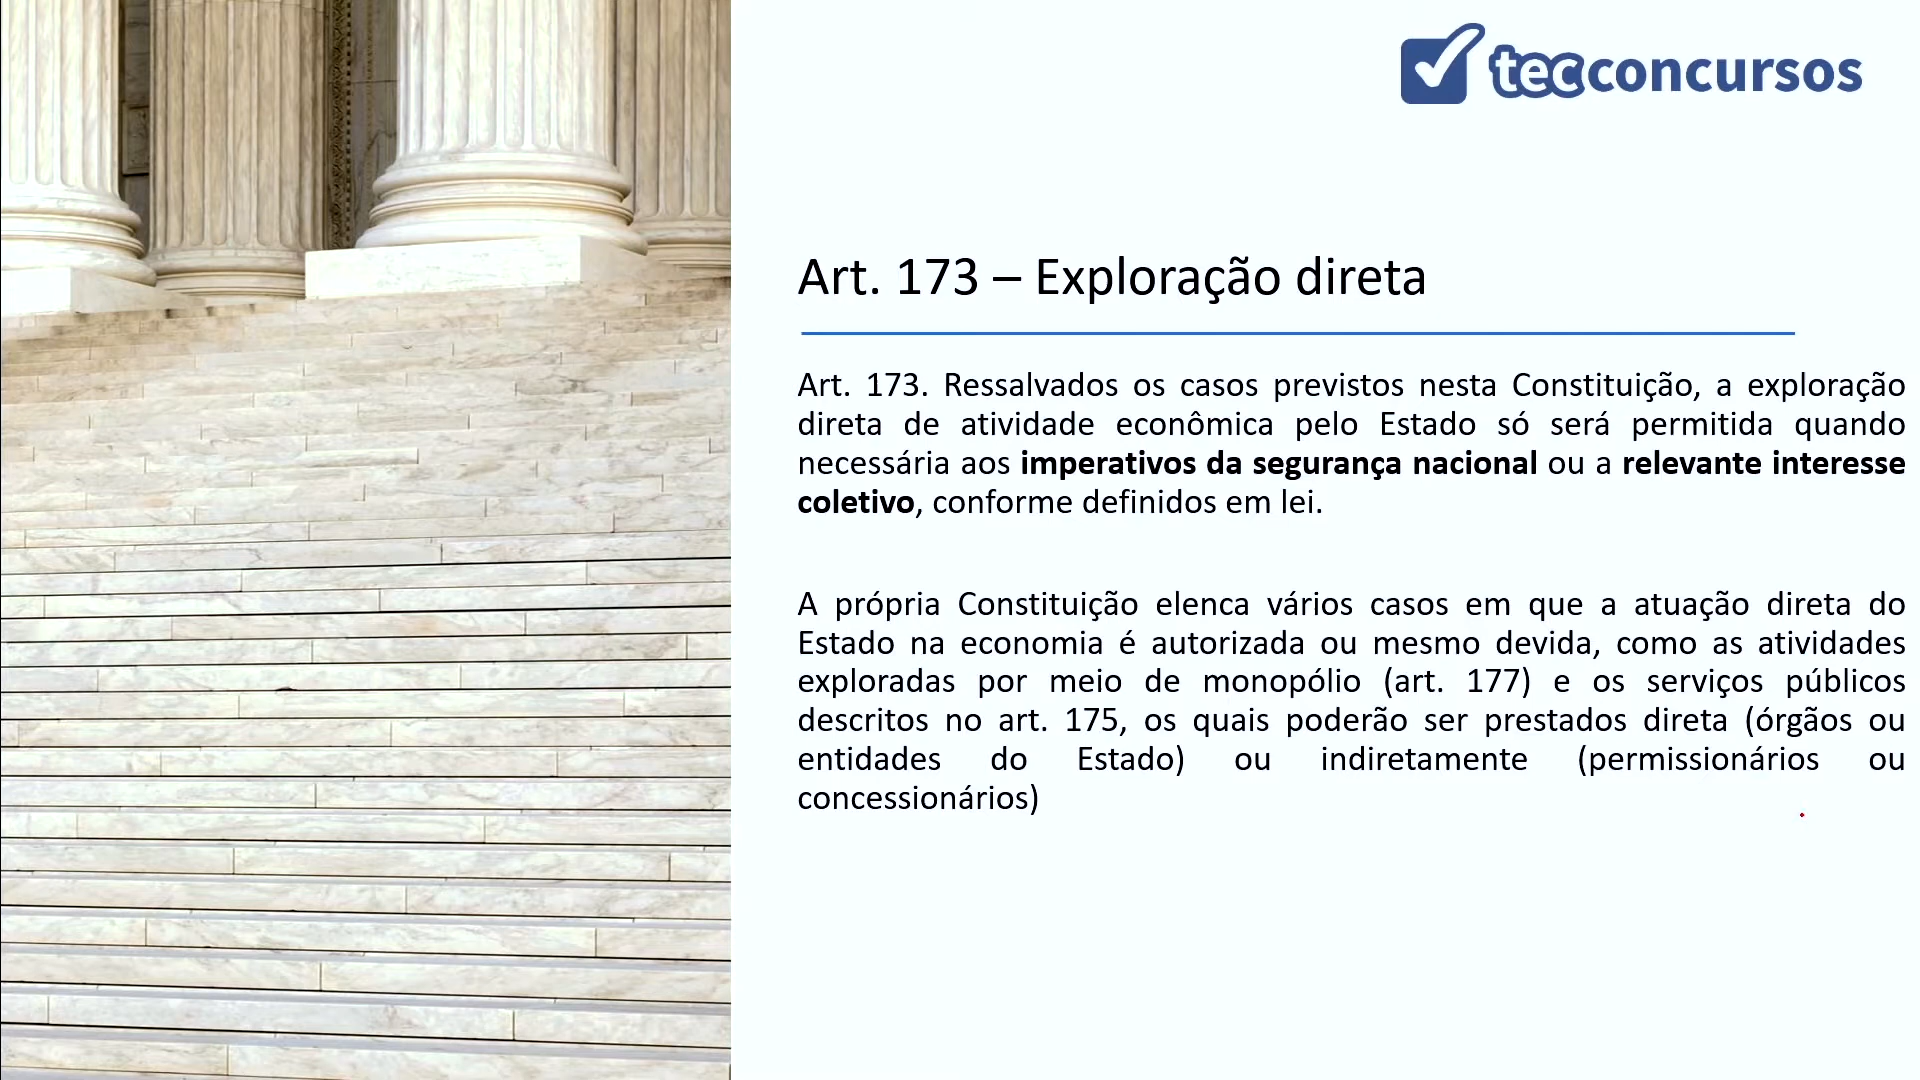 tecconcursos
Art. 173 – Exploração direta
Art. 173. Ressalvados os casos previstos nesta Constituição, a exploração
direta de atividade econômica pelo Estado só será permitida quando
necessária aos imperativos da segurança nacional ou a relevante interesse
coletivo, conforme definidos em lei.
A própria Constituição elenca vários casos em que a atuação direta do
Estado na economia é autorizada ou mesmo devida, como as atividades
exploradas por meio de monopólio (art. 177) e os serviços públicos
descritos no art. 175, os quais poderão ser prestados direta (órgãos ou
entidades do Estado) ou indiretamente (permissionários ou
concessionários)